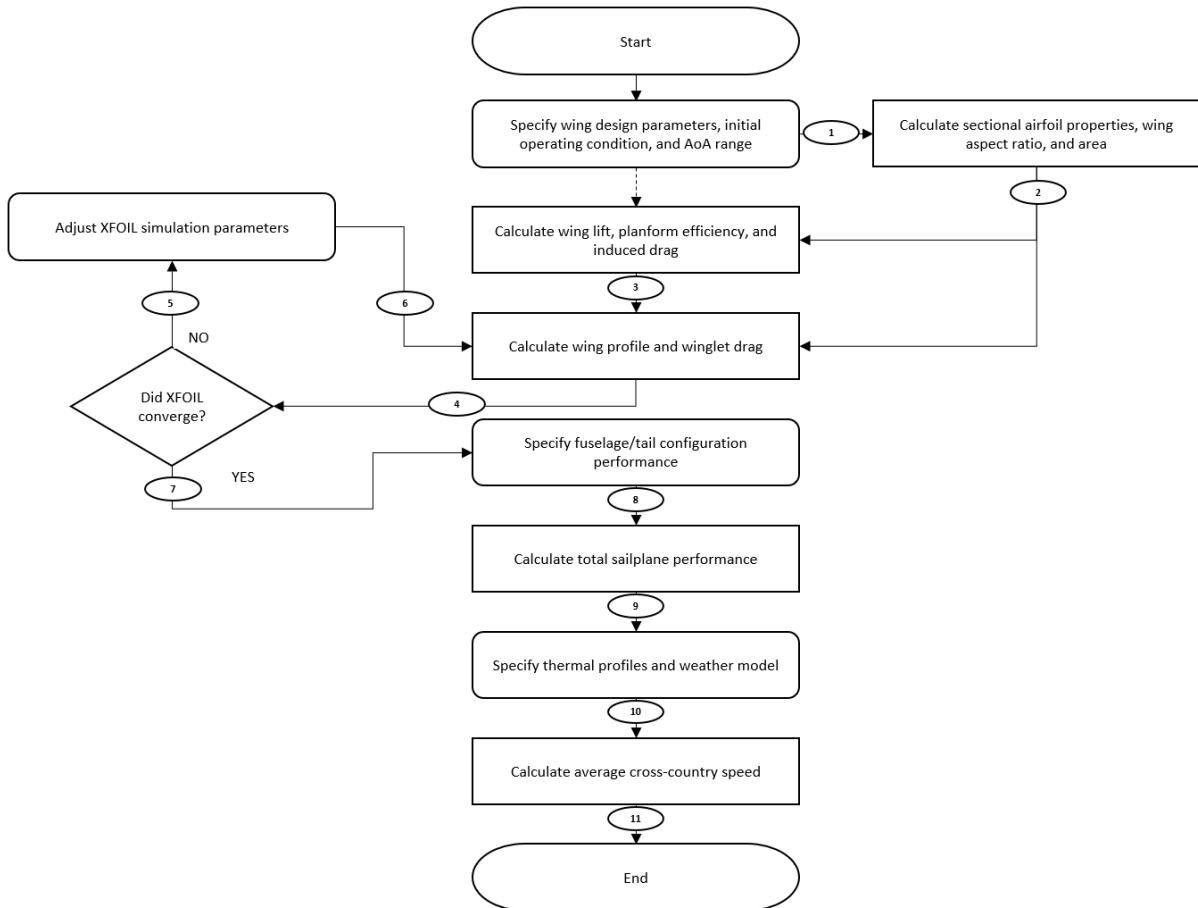 Start
Specify wing design parameters, initial
operating condition, and AoA range
1
Calculate sectional airfoil properties, wing
aspect ratio, and area
2
Adjust XFOIL simulation parameters
Calculate wing lift, planform efficiency, and
induced drag
3
5
6
NO
Calculate wing profile and winglet drag
Did XFOIL
converge?
4
Specify fuselage/tail configuration
performance
YES
7
8
Calculate total sailplane performance
9
Specify thermal profiles and weather model
10
Calculate average cross-country speed
11
End